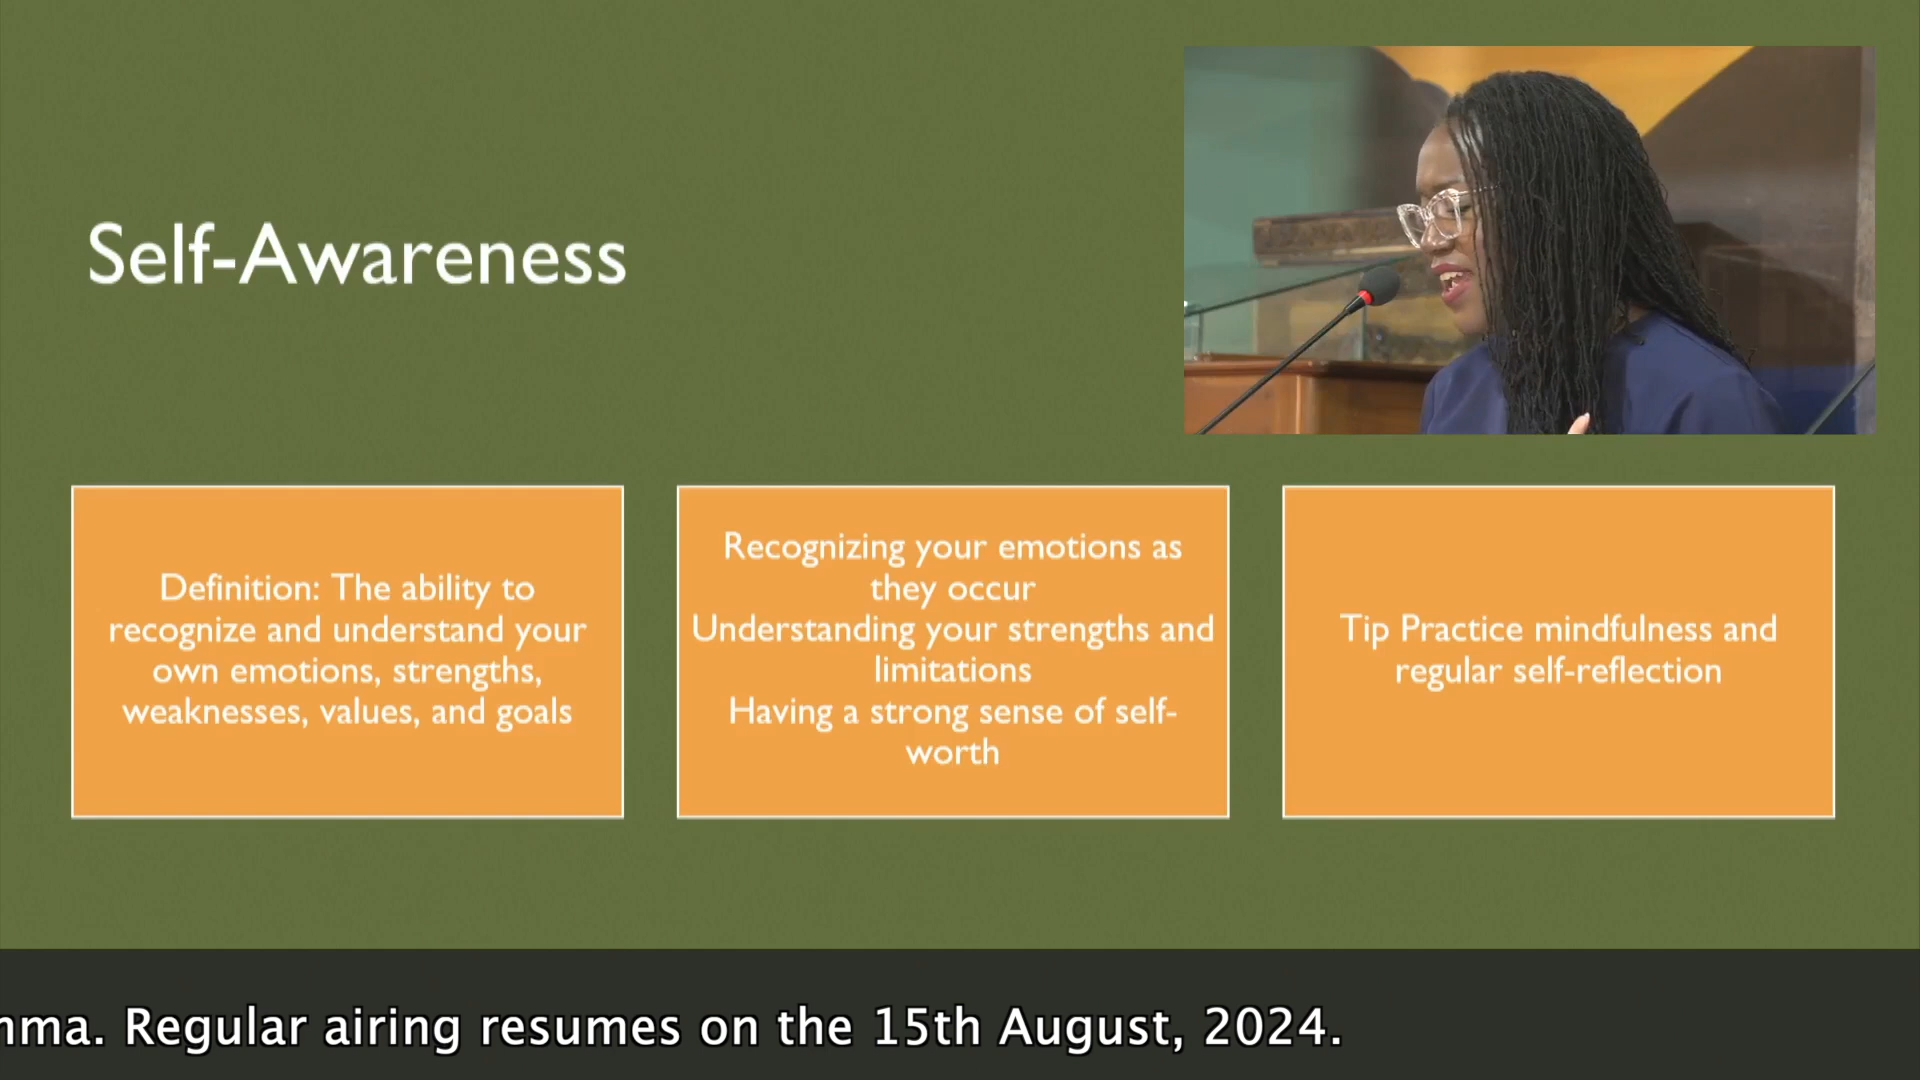 Self-Awareness
Definition: The ability to
recognize and understand your
own emotions, strengths,
weaknesses, values, and goals
Recognizing your emotions as
they occur
Understanding your strengths and
limitations
Having a strong sense of self-
worth
Tip Practice mindfulness and
regular self-reflection
Regular airing resumes on the 15th August, 2024.